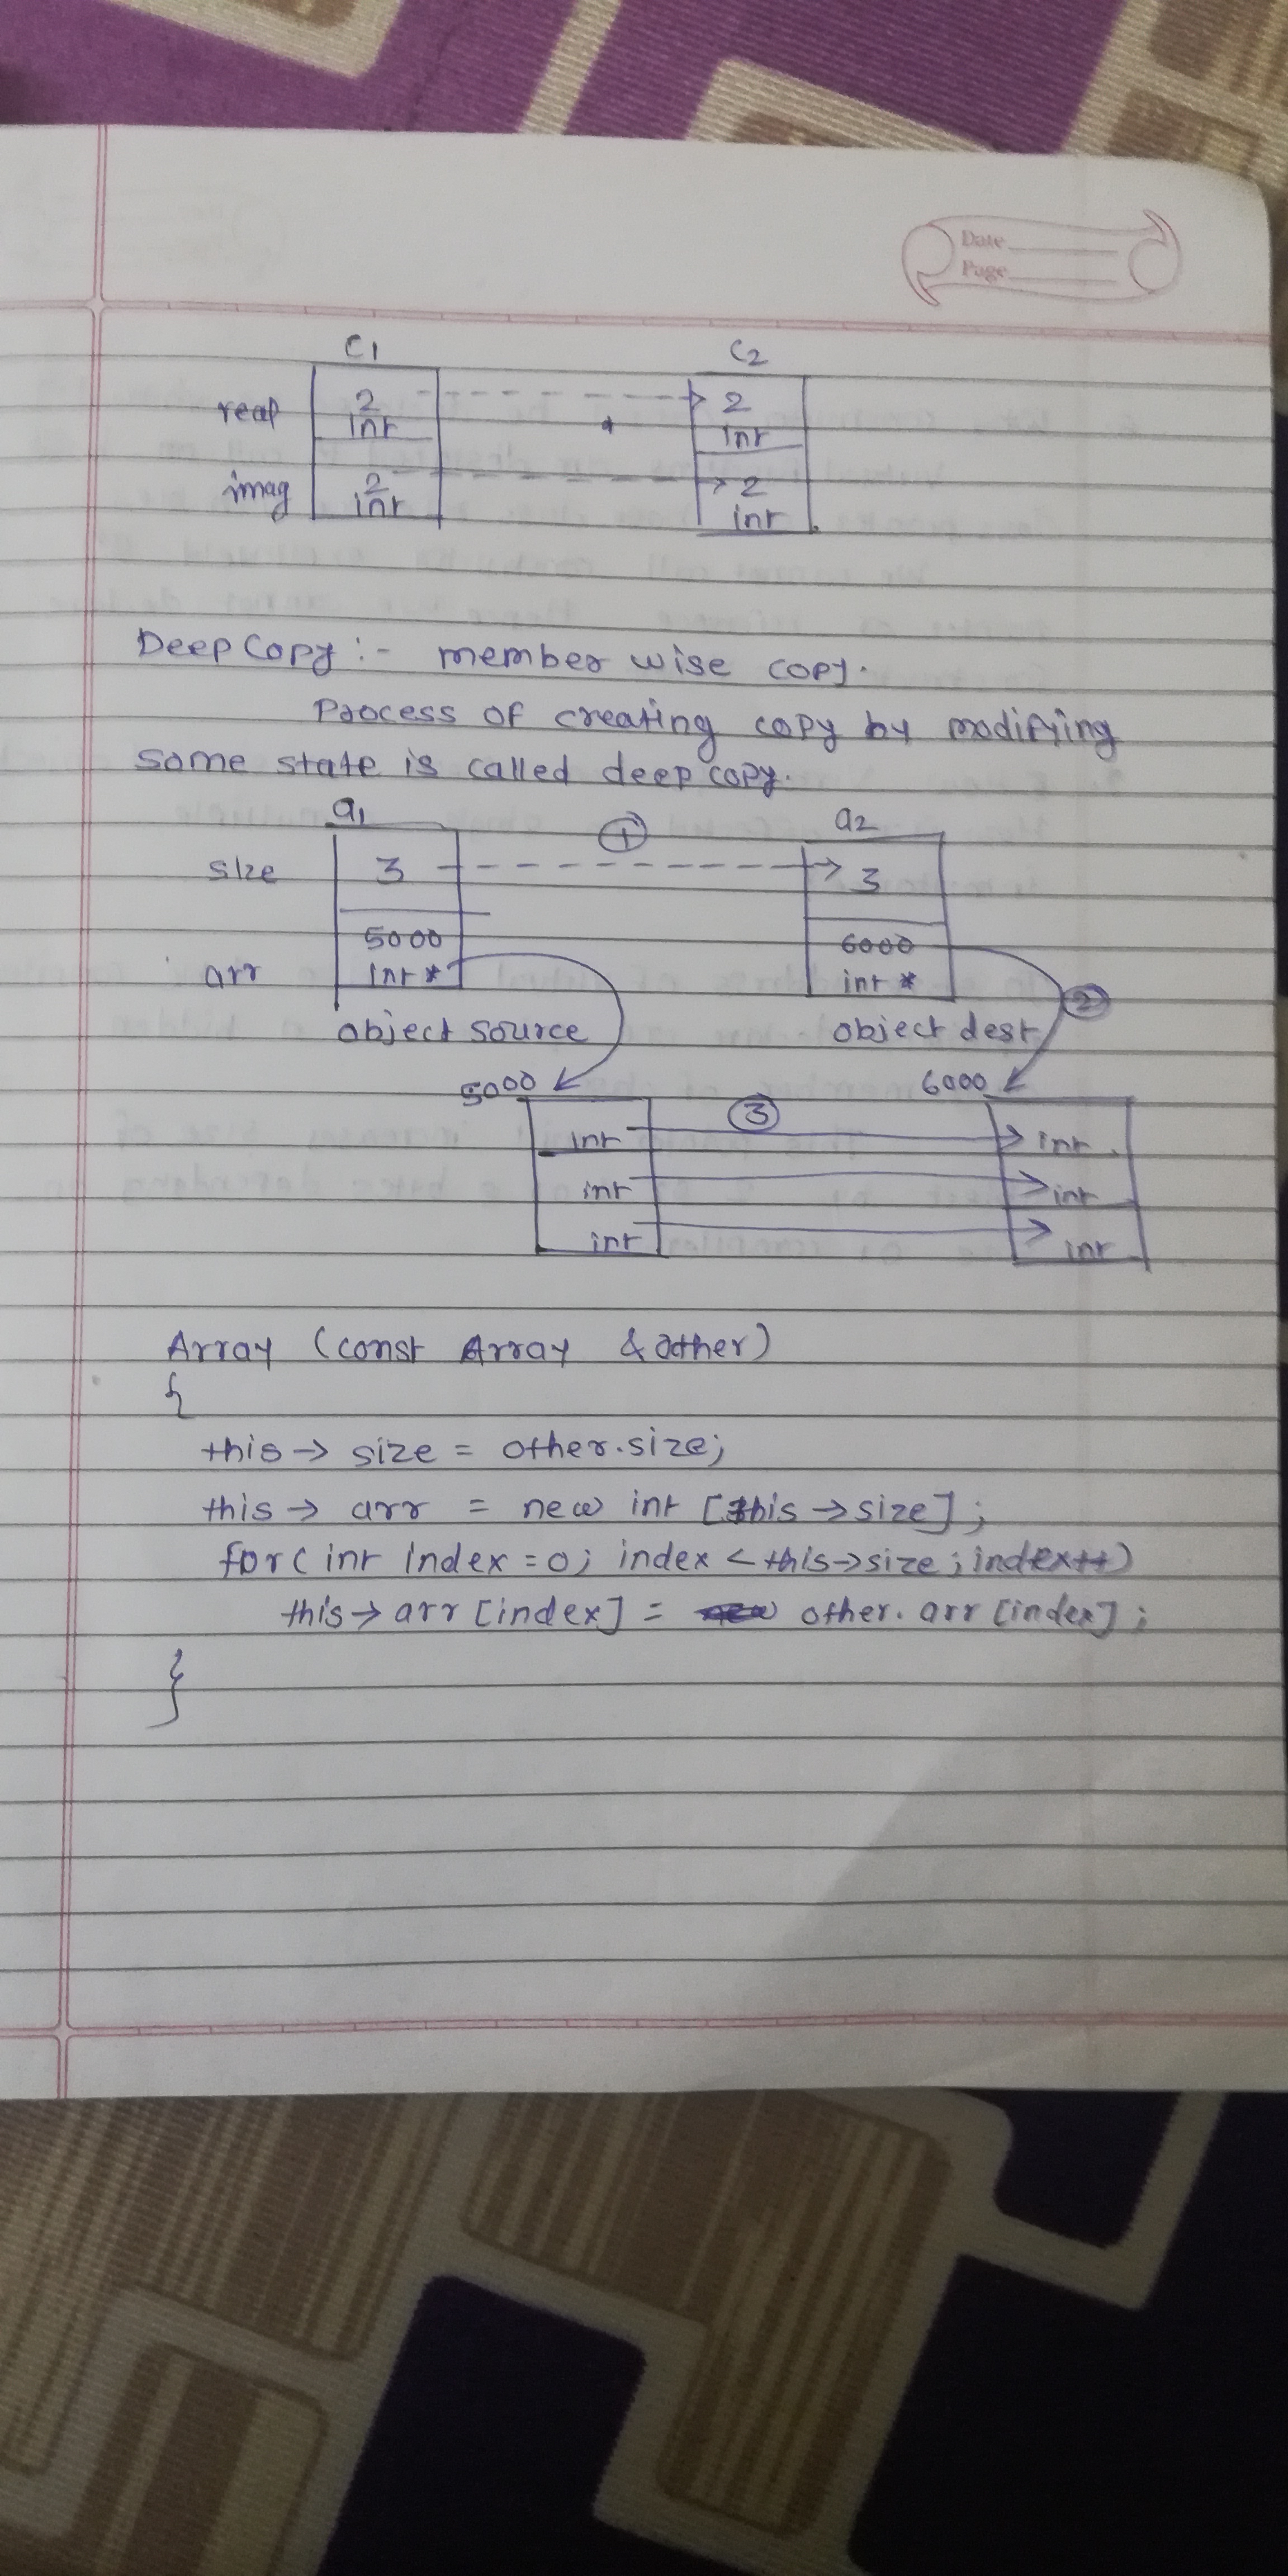 Date
Page
C1
C2
real
2
int
2
int
imag
2
int
2
int
Deep Copy :- member wise copy.
Process of creating copy by modifying
some state is called deep copy.
a1
a2
①
size
3
3
5000
6000
arr
int *
int *
②
object source
object dest
5000
6000
③
int
int
int
int
int
int
Array (const Array & other)
{
this → size = other.size;
this → arr = new int [this → size];
for( int index = 0; index < this → size; index++)
this → arr [index] = other. arr [index];
}